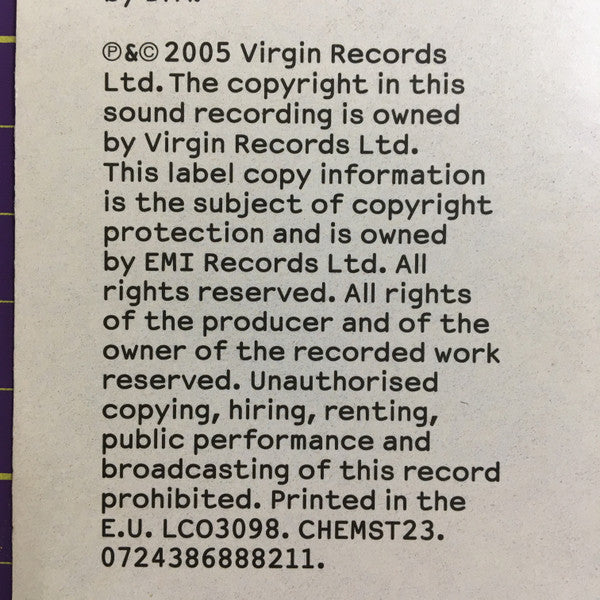 ℗&© 2005 Virgin Records
Ltd. The copyright in this
sound recording is owned
by Virgin Records Ltd.
This label copy information
is the subject of copyright
protection and is owned
by EMI Records Ltd. All
rights reserved. All rights
of the producer and of the
owner of the recorded work
reserved. Unauthorised
copying, hiring, renting,
public performance and
broadcasting of this record
prohibited. Printed in the
E.U. LCO3098. CHEMST23.
0724386888211.